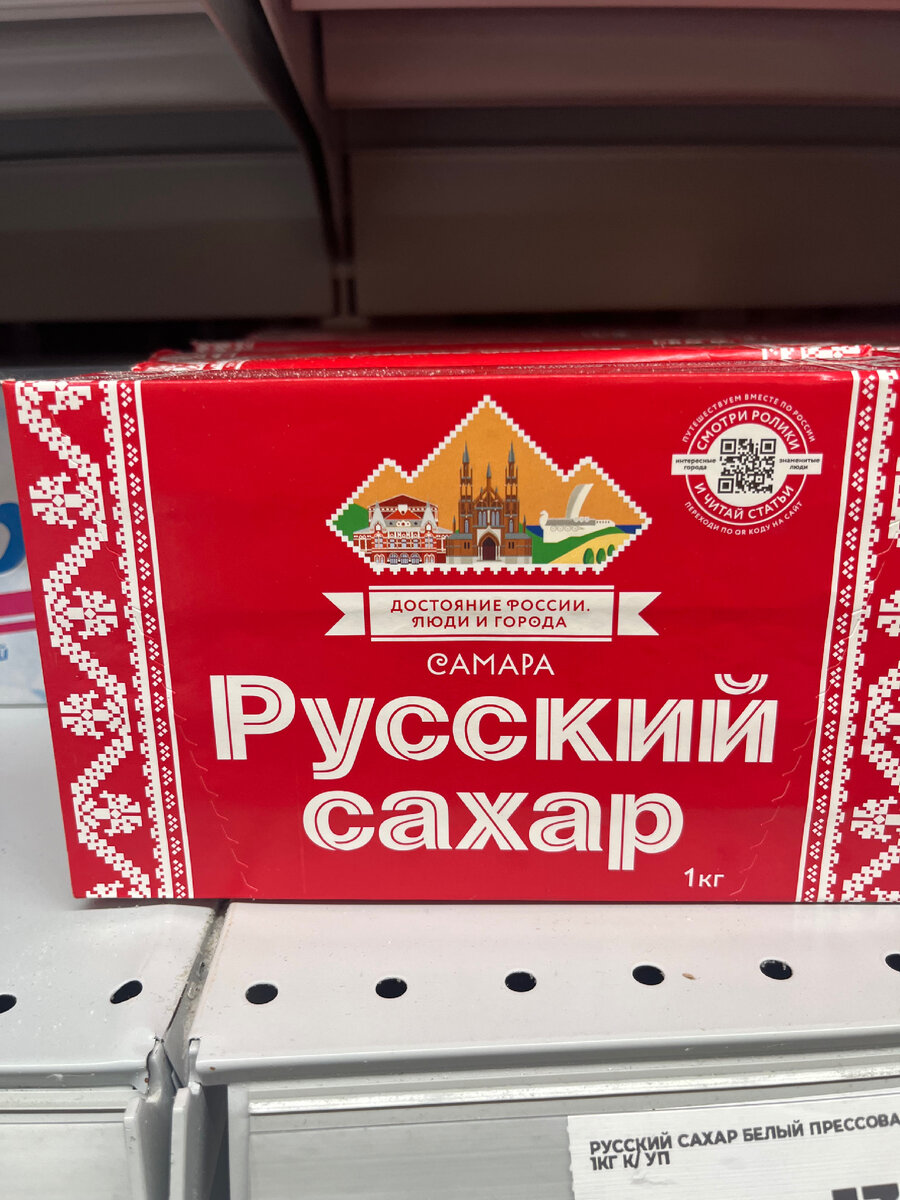 ПУТЕШЕСТВУЕМ ВМЕСТЕ ПО РОССИИ
СМОТРИ РОЛИКИ
интересные города
знаменитые люди
И ЧИТАЙ СТАТЬИ
ПЕРЕХОДИ ПО QR КОДУ НА САЙТ
ДОСТОЯНИЕ РОССИИ.
ЛЮДИ И ГОРОДА
САМАРА
Русский
сахар
1кг
РУССКИЙ САХАР БЕЛЫЙ ПРЕССОВА
1КГ К/УП